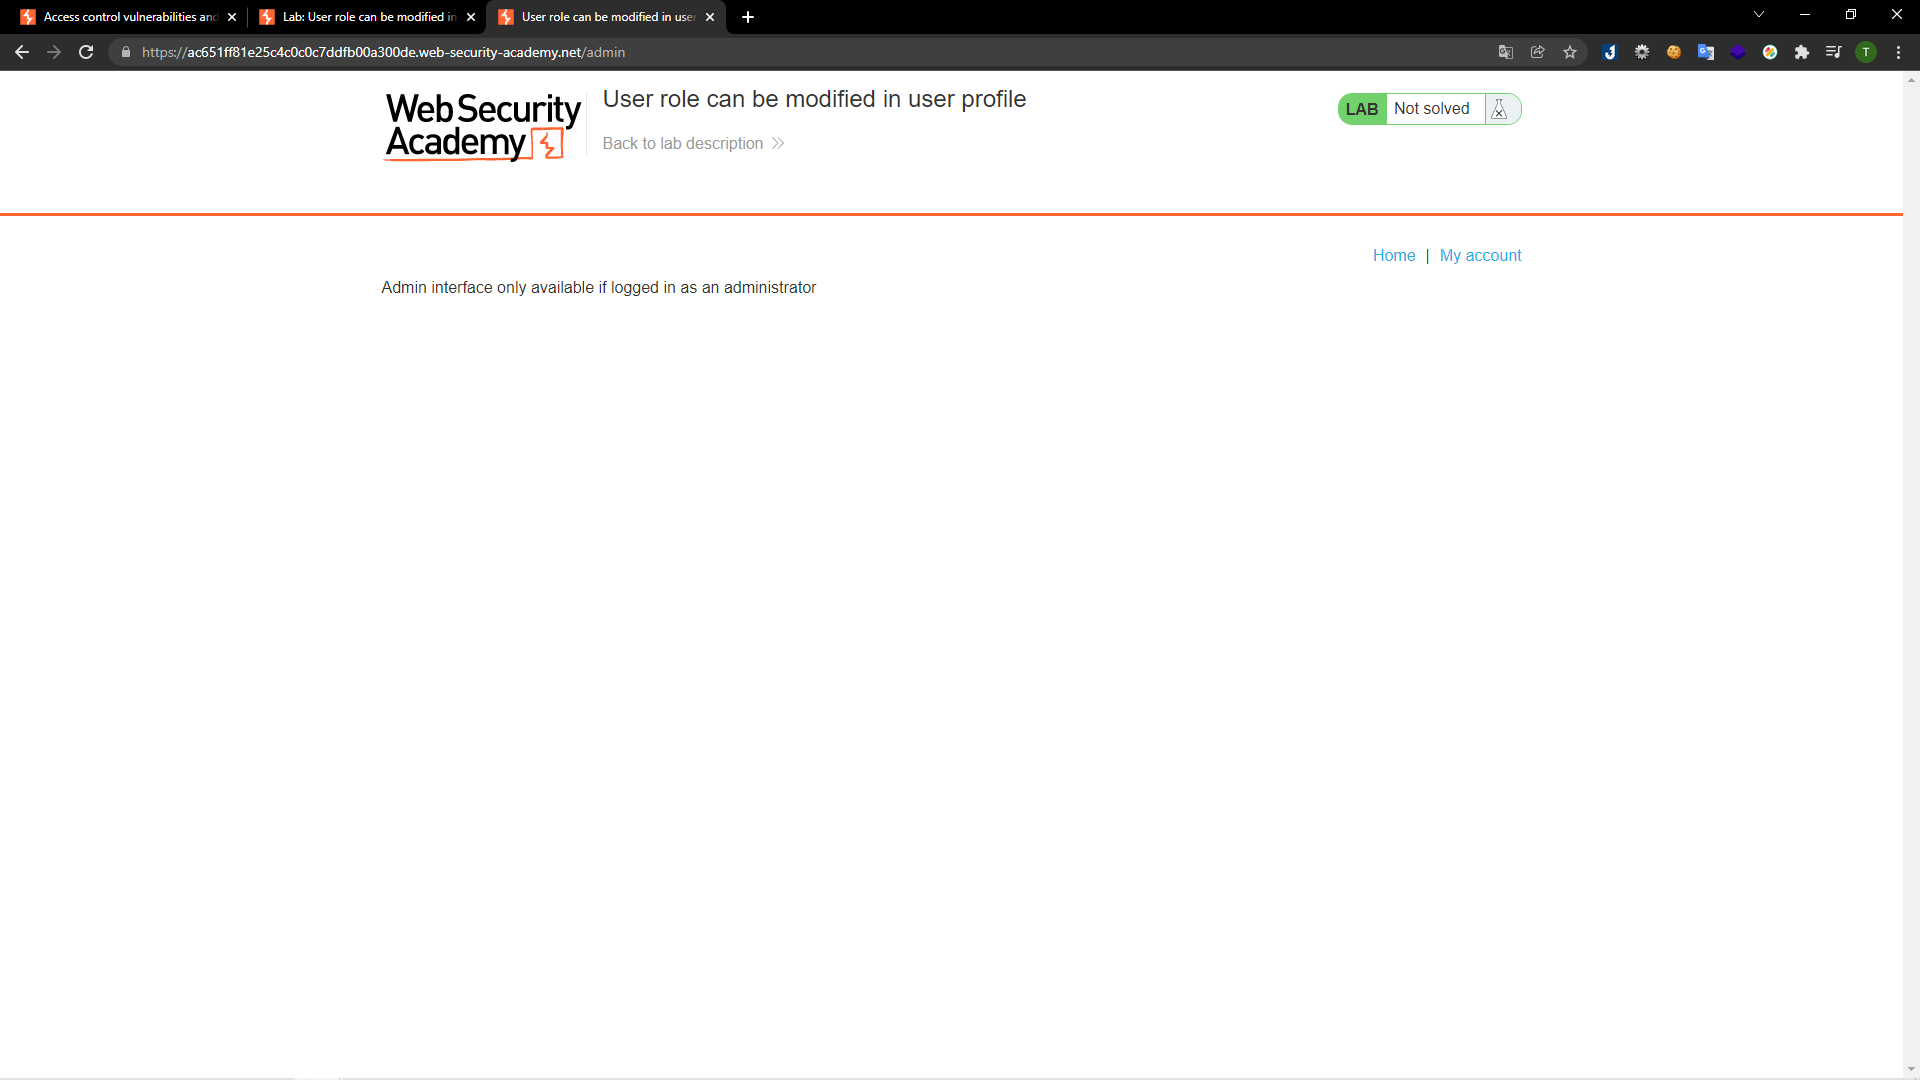 Access control vulnerabilities and
Lab: User role can be modified in
User role can be modified in user
https://ac651ff81e25c4c0c0c7ddfb00a300de.web-security-academy.net/admin
T
Web Security
Academy
User role can be modified in user profile
Back to lab description
LAB Not solved
Home | My account
Admin interface only available if logged in as an administrator